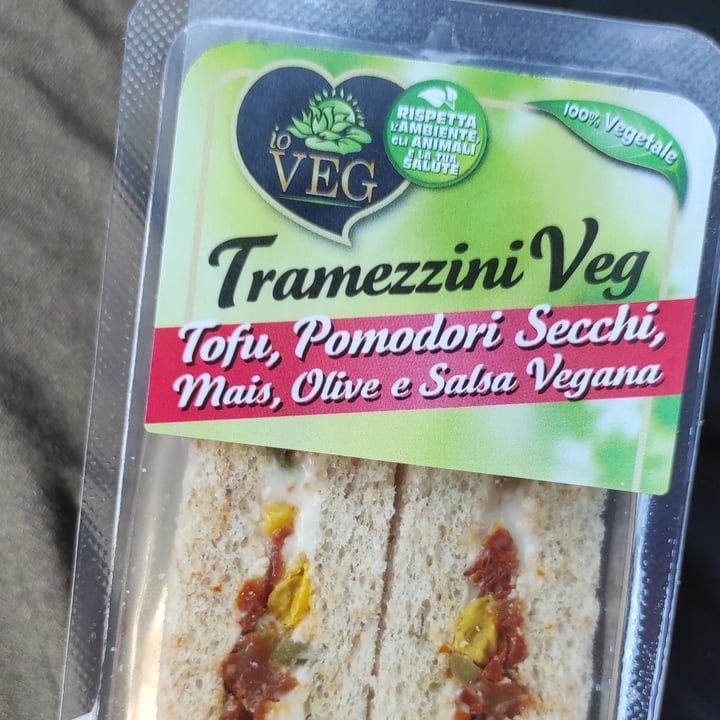 io
VEG
RISPETTA
L'AMBIENTE,
GLI ANIMALI
E LA TUA
SALUTE
100% Vegetale
Tramezzini Veg
Tofu, Pomodori Secchi,
Mais, Olive e Salsa Vegana